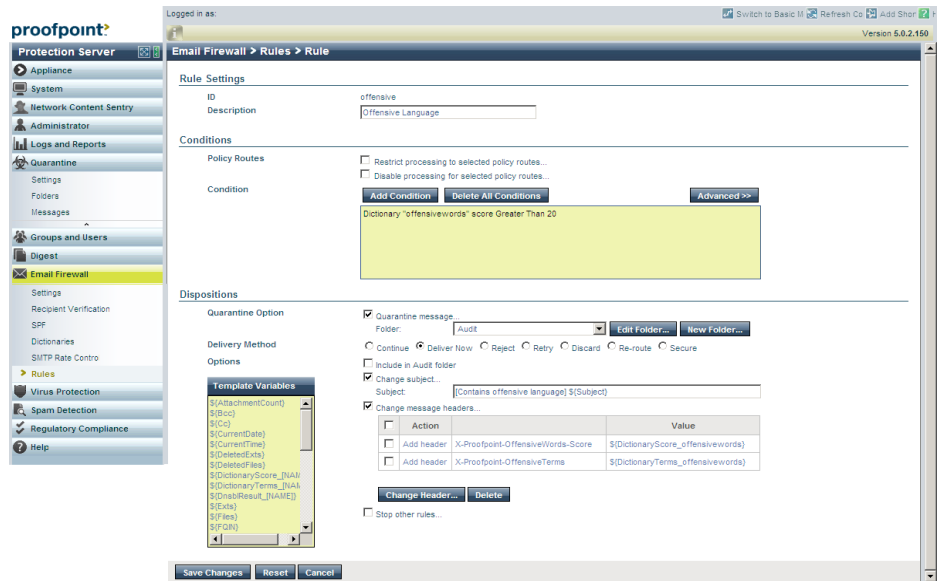 Logged in as:
Switch to Basic M Refresh Co Add Shor ? H
proofpoint?
Version 5.0.2.150
Protection Server
Email Firewall > Rules > Rule
Appliance
System
Network Content Sentry
Administrator
Logs and Reports
Quarantine
Settings
Folders
Messages
Groups and Users
Digest
Email Firewall
Settings
Recipient Verification
SPF
Dictionaries
SMTP Rate Contro
Rules
Virus Protection
Spam Detection
Regulatory Compliance
Help
Rule Settings
ID offensive
Description Offensive Language
Conditions
Policy Routes Restrict processing to selected policy routes...
Disable processing for selected policy routes...
Condition Add Condition Delete All Conditions Advanced >>
Dictionary "offensivewords" score Greater Than 20
Dispositions
Quarantine Option Quarantine message...
Folder: Audit Edit Folder... New Folder...
Delivery Method Continue Deliver Now Reject Retry Discard Re-route Secure
Options Include in Audit folder
Change subject...
Subject: [Contains offensive language] ${Subject}
Change message headers...
Action Value
Add header X-Proofpoint-OffensiveWords-Score ${DictionaryScore_offensivewords}
Add header X-Proofpoint-OffensiveTerms ${DictionaryTerms_offensivewords}
Change Header... Delete
Stop other rules...
Template Variables
${AttachmentCount}
${Bcc}
${Cc}
${CurrentDate}
${CurrentTime}
${DeletedExts}
${DeletedFiles}
${DictionaryScore_[NAM
${DictionaryTerms_[NAM
${DnsblResult_[NAME]}
${Exts}
${Files}
${FQIN}
Save Changes Reset Cancel